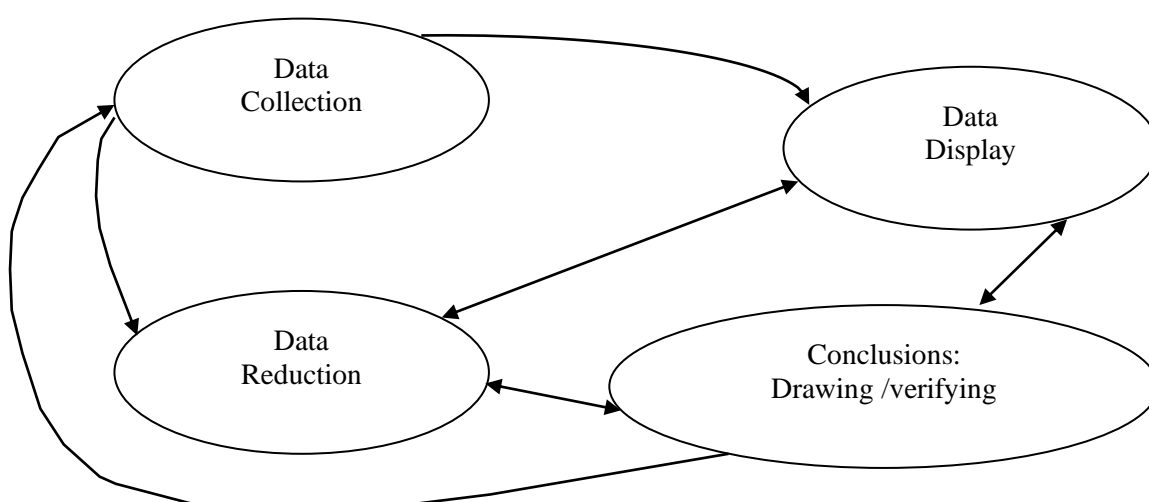 Data
Collection
Data
Display
Data
Reduction
Conclusions:
Drawing /verifying